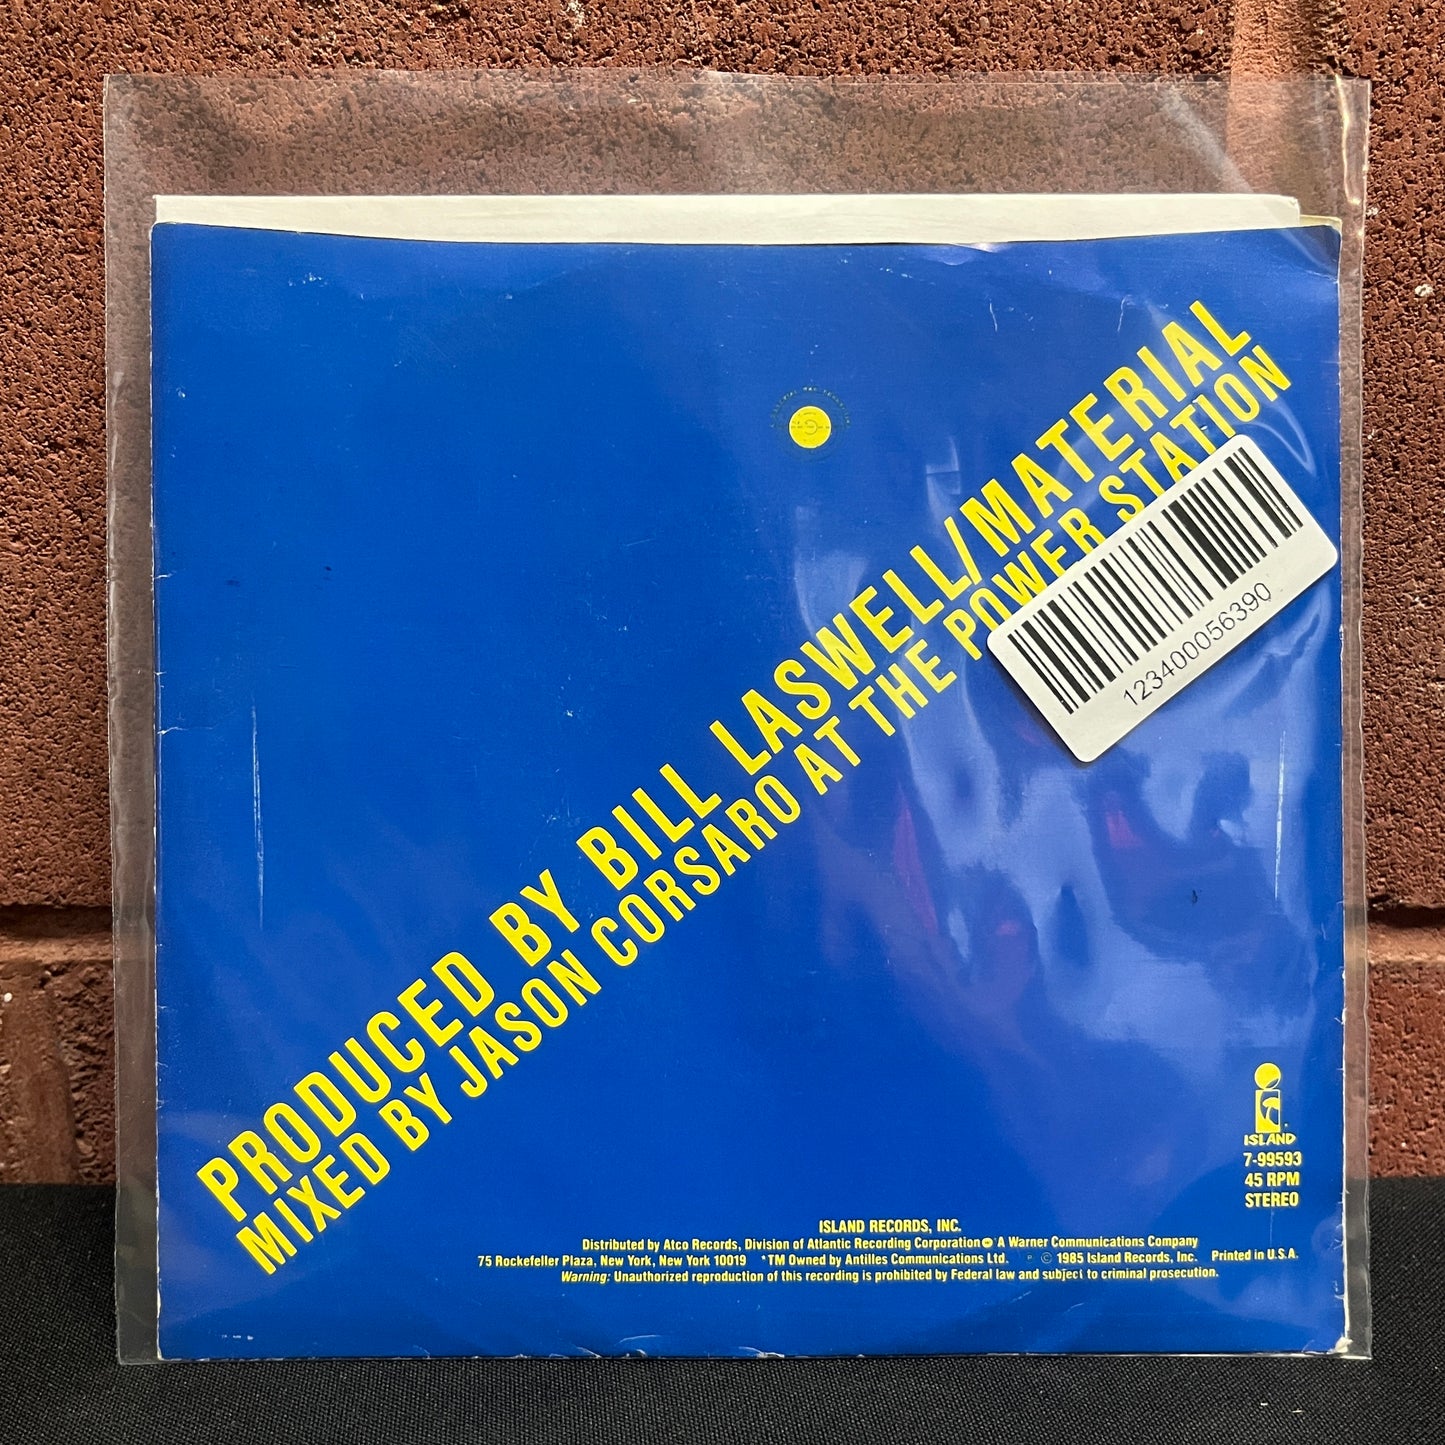 PRODUCED BY BILL LASWELL/MATERIAL
MIXED BY JASON CORSARO AT THE POWER STATION
123400056390
ISLAND
7-99593
45 RPM
STEREO
ISLAND RECORDS, INC.
Distributed by Atco Records, Division of Atlantic Recording Corporation A Warner Communications Company
75 Rockefeller Plaza, New York, New York 10019 *TM Owned by Antilles Communications Ltd. ℗ © 1985 Island Records, Inc. Printed in U.S.A.
Warning: Unauthorized reproduction of this recording is prohibited by Federal law and subject to criminal prosecution.